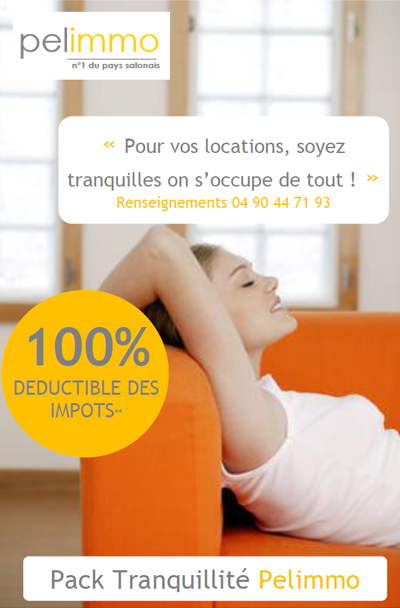 pelimmo
n°1 du pays salonais
« Pour vos locations, soyez
tranquilles on s’occupe de tout ! »
Renseignements 04 90 44 71 93
100%
DEDUCTIBLE DES
IMPOTS**
Pack Tranquillité Pelimmo